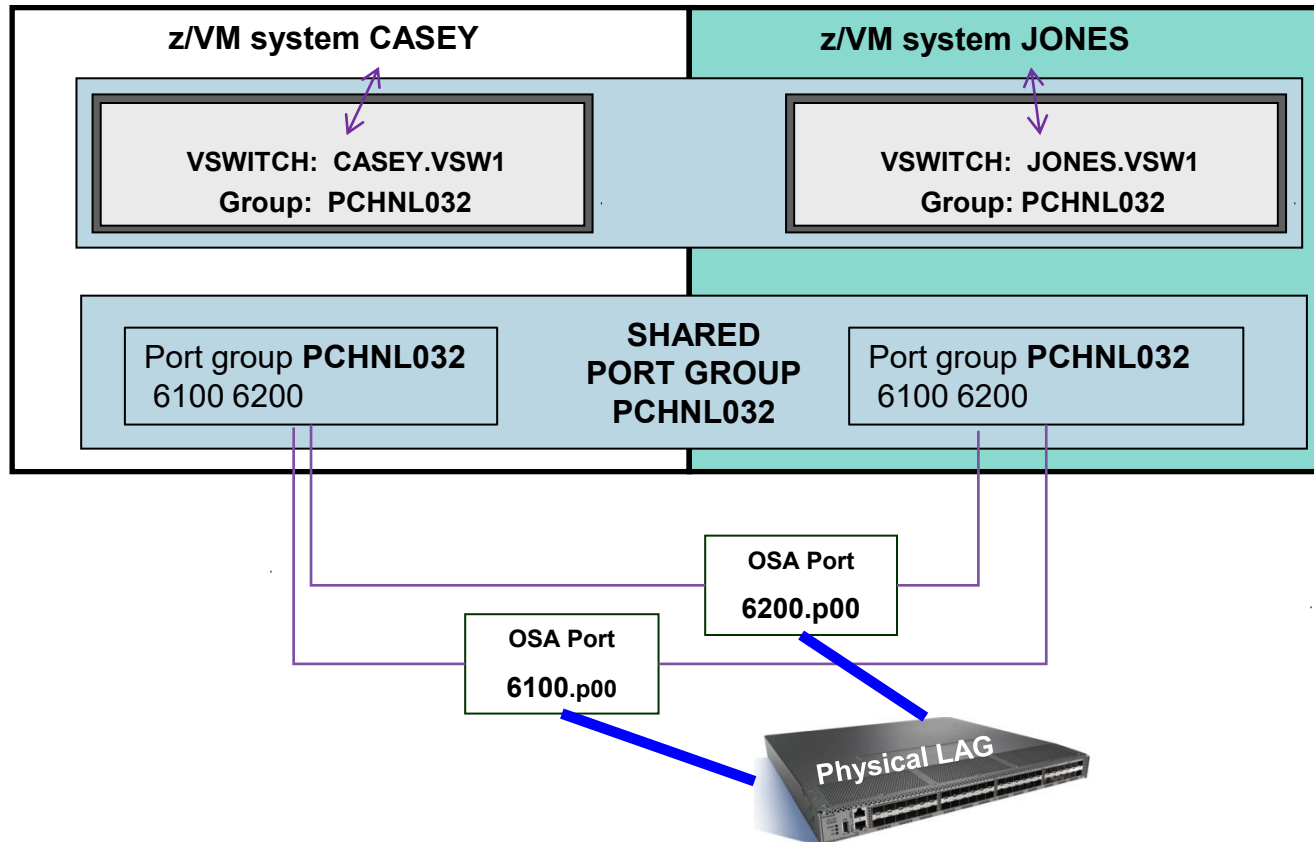 z/VM system CASEY
z/VM system JONES
VSWITCH: CASEY.VSW1
Group: PCHNL032
VSWITCH: JONES.VSW1
Group: PCHNL032
Port group PCHNL032
6100 6200
SHARED
PORT GROUP
PCHNL032
Port group PCHNL032
6100 6200
OSA Port
6200.p00
OSA Port
6100.p00
Physical LAG